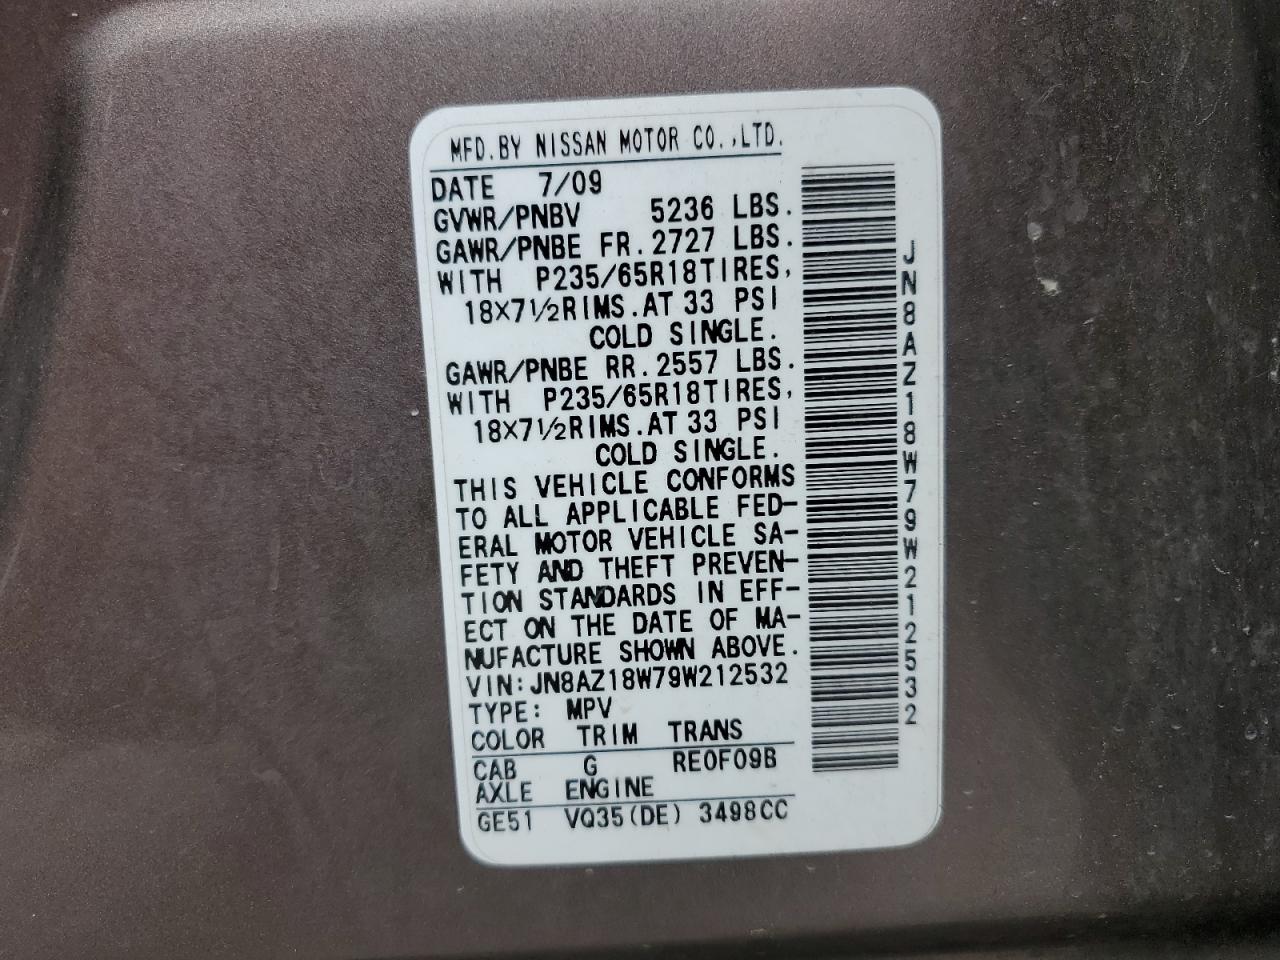 MFD.BY NISSAN MOTOR CO.,LTD.
DATE 7/09
GVWR/PNBV 5236 LBS.
GAWR/PNBE FR.2727 LBS.
WITH P235/65R18TIRES,
18X7½RIMS.AT 33 PSI
COLD SINGLE.
GAWR/PNBE RR.2557 LBS.
WITH P235/65R18TIRES,
18X7½RIMS.AT 33 PSI
COLD SINGLE.
THIS VEHICLE CONFORMS
TO ALL APPLICABLE FED-
ERAL MOTOR VEHICLE SA-
FETY AND THEFT PREVEN-
TION STANDARDS IN EFF-
ECT ON THE DATE OF MA-
NUFACTURE SHOWN ABOVE.
VIN:JN8AZ18W79W212532
TYPE: MPV
COLOR TRIM TRANS
CAB G RE0F09B
AXLE ENGINE
GE51 VQ35(DE) 3498CC
JN8AZ18W79W212532